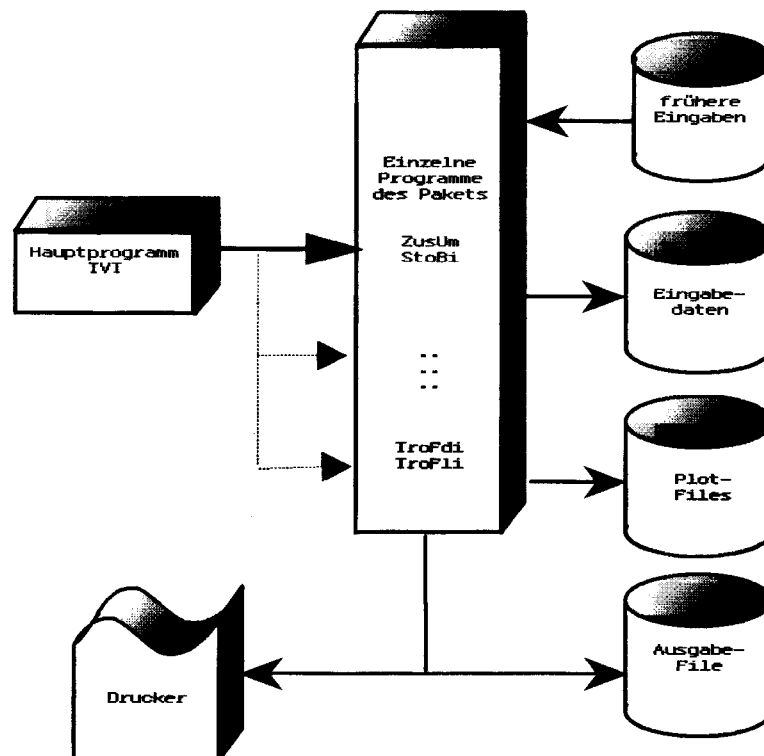 frühere
Eingaben
Einzelne
Programme
des Pakets
Hauptprogramm
IVI
ZusUm
StoBi
Eingabe-
daten
..
..
..
TroFdi
TroFli
Plot-
Files
Ausgabe-
File
Drucker